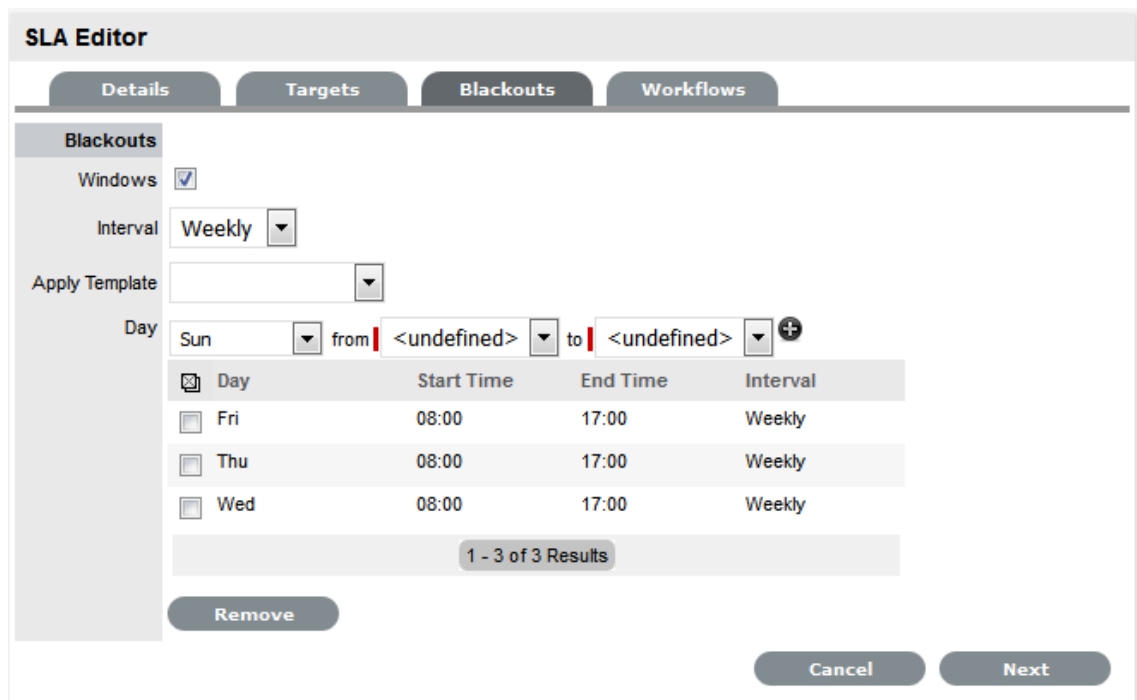 SLA Editor
Details Targets Blackouts Workflows
Blackouts
Windows
Interval Weekly
Apply Template
Day Sun from <undefined> to <undefined>
Day Start Time End Time Interval
Fri 08:00 17:00 Weekly
Thu 08:00 17:00 Weekly
Wed 08:00 17:00 Weekly
1 - 3 of 3 Results
Remove
Cancel Next